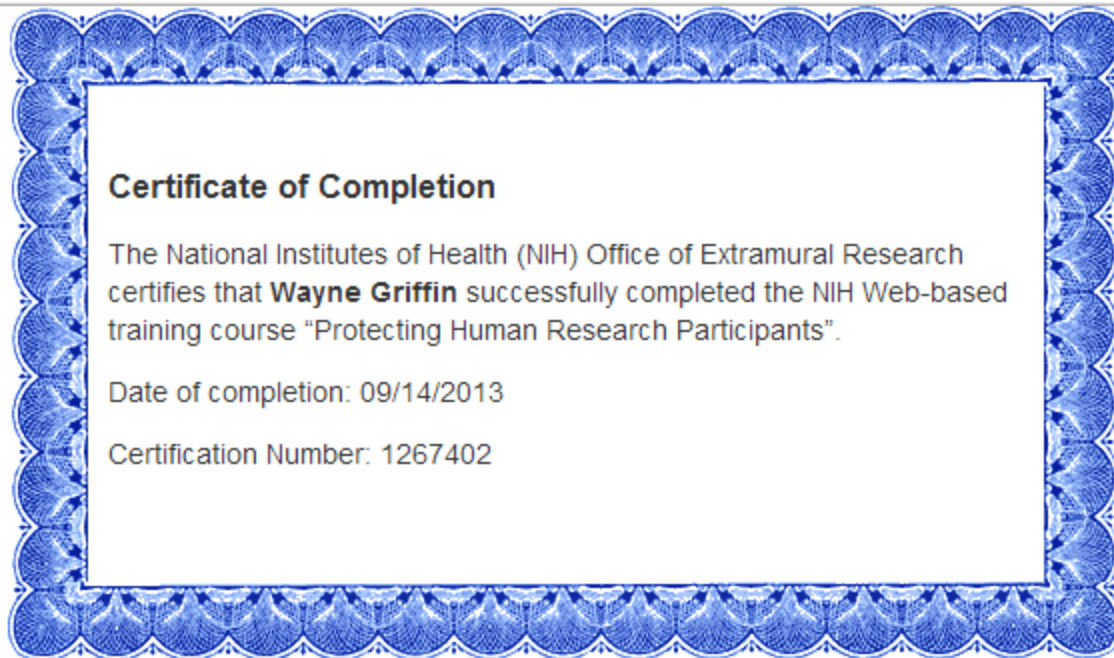 Certificate of Completion
The National Institutes of Health (NIH) Office of Extramural Research
certifies that Wayne Griffin successfully completed the NIH Web-based
training course “Protecting Human Research Participants”.
Date of completion: 09/14/2013
Certification Number: 1267402